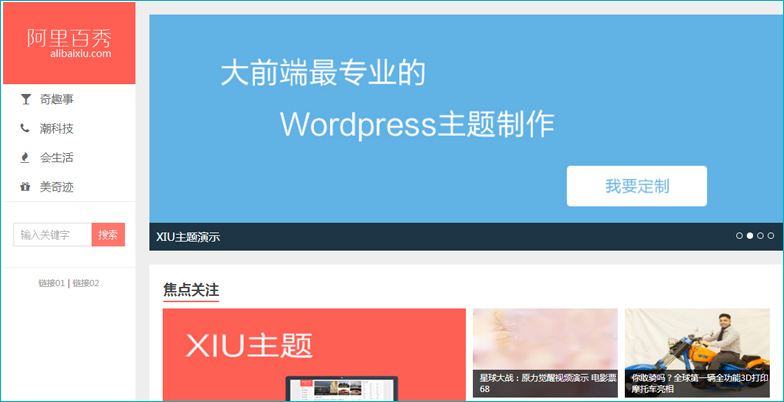 阿里百秀
alibaixiu.com
奇趣事
潮科技
会生活
美奇迹
输入关键字
搜索
链接01 | 链接02
大前端最专业的
Wordpress主题制作
我要定制
XIU主题演示
焦点关注
XIU主题
星球大战：原力觉醒视频演示 电影票
68
你敢骑吗？全球第一辆全功能3D打印
摩托车亮相